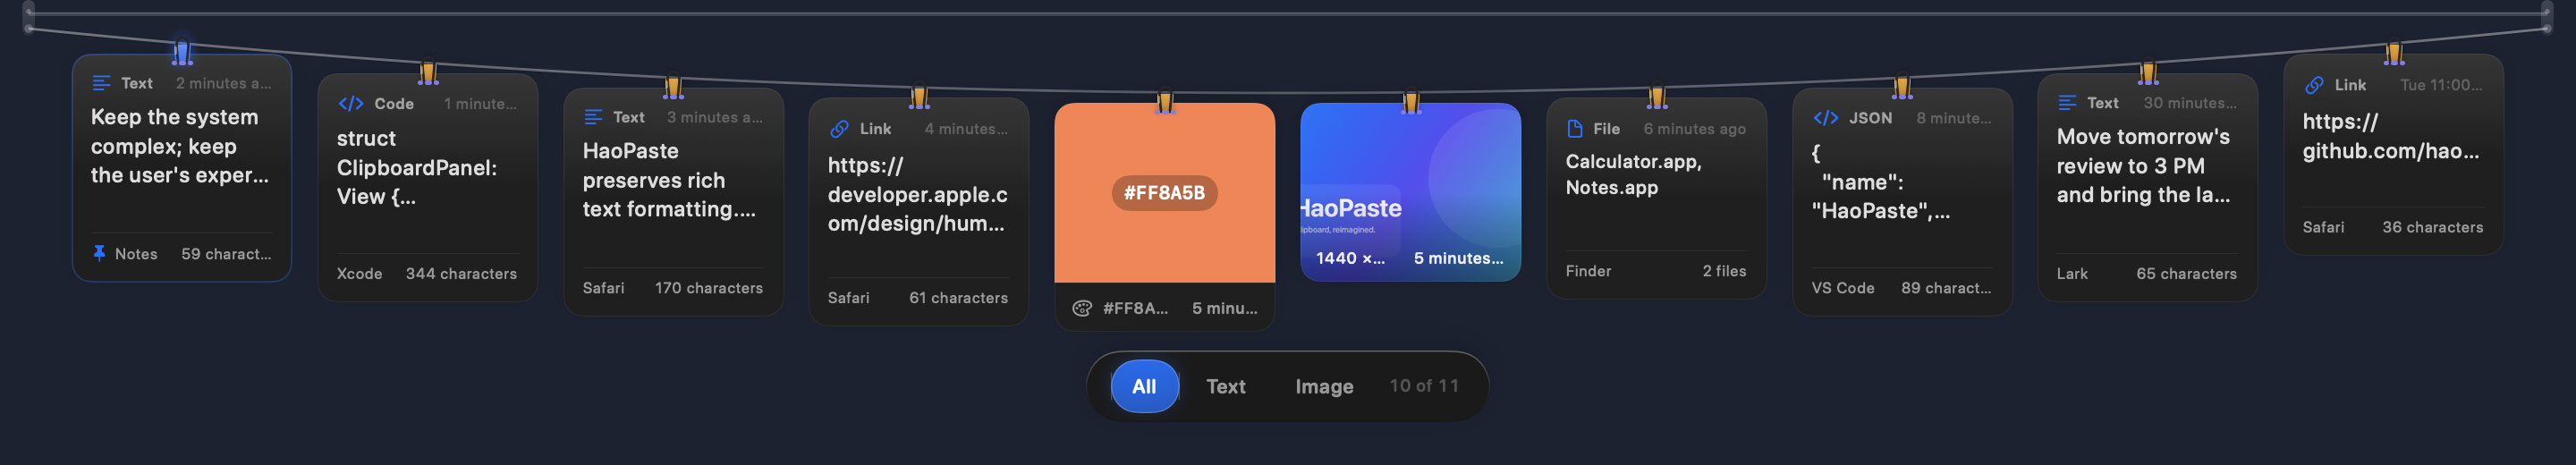 Text 2 minutes a...
Keep the system
complex; keep
the user's exper...
Notes 59 charact...
Code 1 minute...
struct
ClipboardPanel:
View {...
Xcode 344 characters
Text 3 minutes a...
HaoPaste
preserves rich
text formatting....
Safari 170 characters
Link 4 minutes...
https://
developer.apple.c
om/design/hum...
Safari 61 characters
#FF8A5B
#FF8A... 5 minu...
HaoPaste
lipboard, reimagined.
1440 ×... 5 minutes...
File 6 minutes ago
Calculator.app,
Notes.app
Finder 2 files
JSON 8 minute...
{
"name":
"HaoPaste",...
VS Code 89 charact...
Text 30 minutes...
Move tomorrow's
review to 3 PM
and bring the la...
Lark 65 characters
Link Tue 11:00...
https://
github.com/hao...
Safari 36 characters
All Text Image 10 of 11